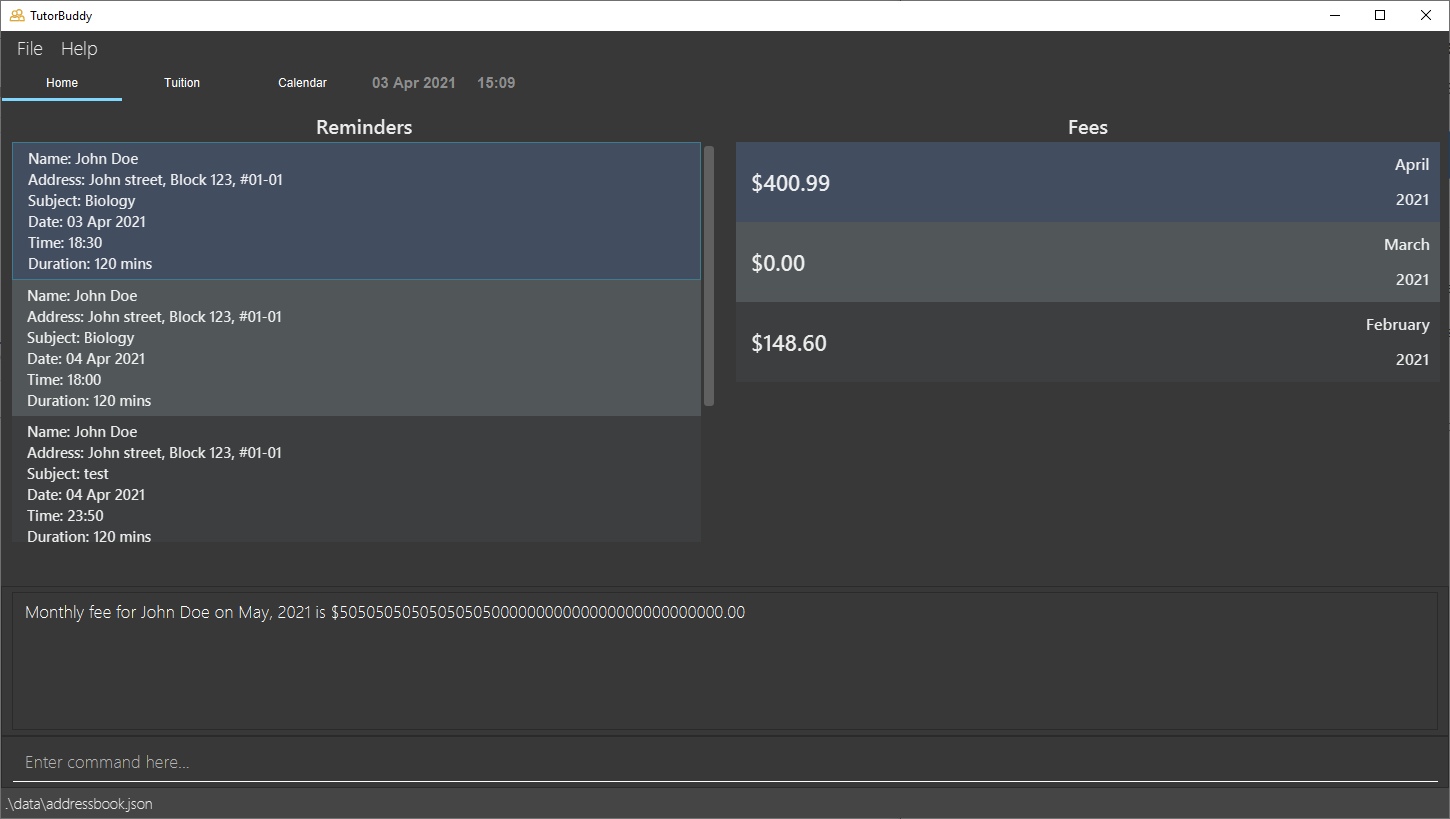 TutorBuddy
File Help
Home Tuition Calendar 03 Apr 2021 15:09
Reminders
Name: John Doe
Address: John street, Block 123, #01-01
Subject: Biology
Date: 03 Apr 2021
Time: 18:30
Duration: 120 mins
Name: John Doe
Address: John street, Block 123, #01-01
Subject: Biology
Date: 04 Apr 2021
Time: 18:00
Duration: 120 mins
Name: John Doe
Address: John street, Block 123, #01-01
Subject: test
Date: 04 Apr 2021
Time: 23:50
Duration: 120 mins
Fees
$400.99
April
2021
$0.00
March
2021
$148.60
February
2021
Monthly fee for John Doe on May, 2021 is
Enter command here...
.\data\addressbook.json